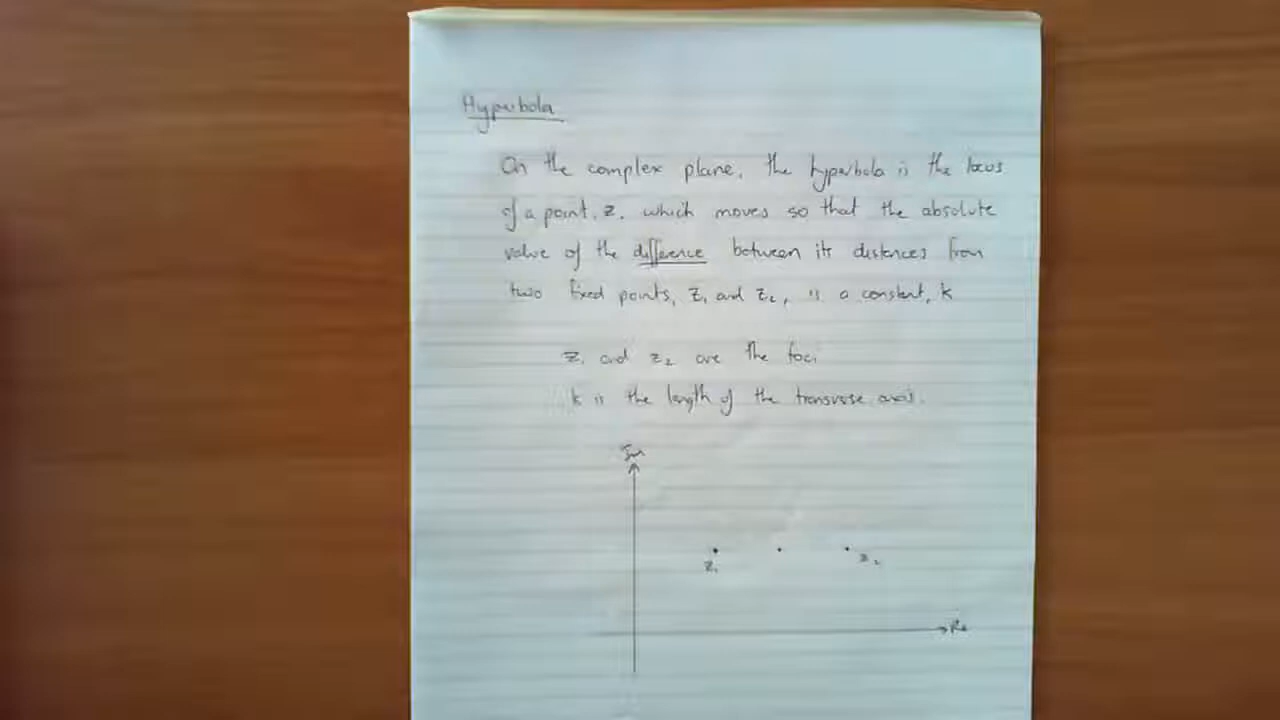 Hyperbola
On the complex plane, the hyperbola is the locus
of a point, z, which moves so that the absolute
value of the difference between its distances from
two fixed points, z₁ and z₂, is a constant, k
z₁ and z₂ are the foci
k is the length of the transverse axis.
Im
z₁
z₂
Re